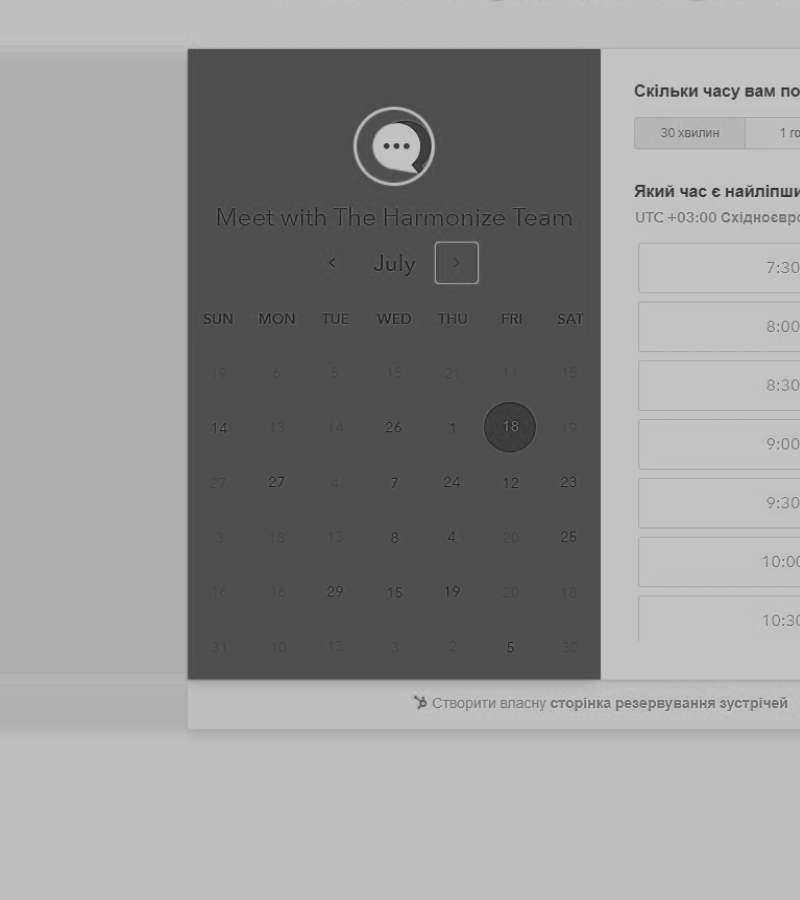 Meet with The Harmonize Team
July
SUN MON TUE WED THU FRI SAT
19 6 5 15 21 11 15
14 13 14 26 1 18 19
27 27 4 7 24 12 23
3 18 13 8 4 20 25
16 16 29 15 19 20 18
31 10 13 3 2 5 30
Скільки часу вам по
30 хвилин 1 го
Який час є найліпши
UTC +03:00 Східноєвро
7:30
8:00
8:30
9:00
9:30
10:00
10:30
Створити власну сторінка резервування зустрічей